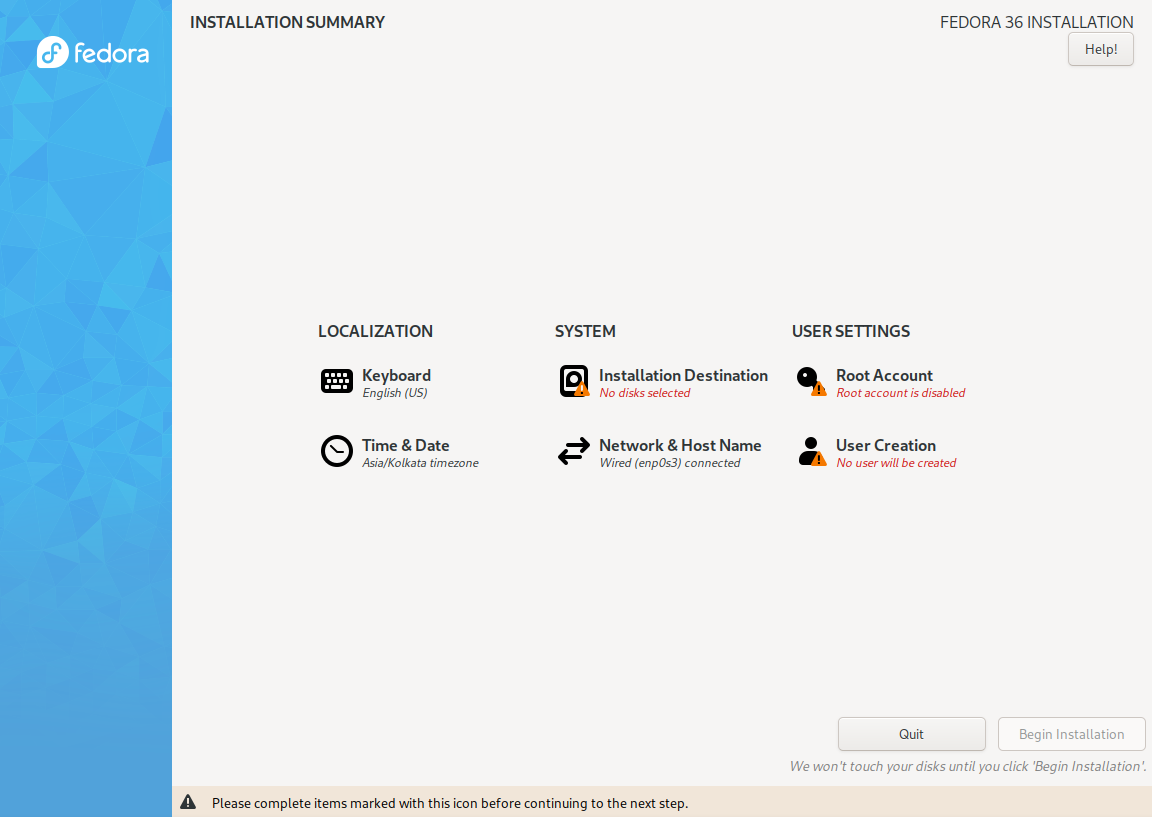 fedora
INSTALLATION SUMMARY
FEDORA 36 INSTALLATION
Help!
LOCALIZATION
Keyboard
English (US)
Time & Date
Asia/Kolkata timezone
SYSTEM
Installation Destination
No disks selected
Network & Host Name
Wired (enp0s3) connected
USER SETTINGS
Root Account
Root account is disabled
User Creation
No user will be created
Quit
Begin Installation
We won't touch your disks until you click 'Begin Installation'.
Please complete items marked with this icon before continuing to the next step.